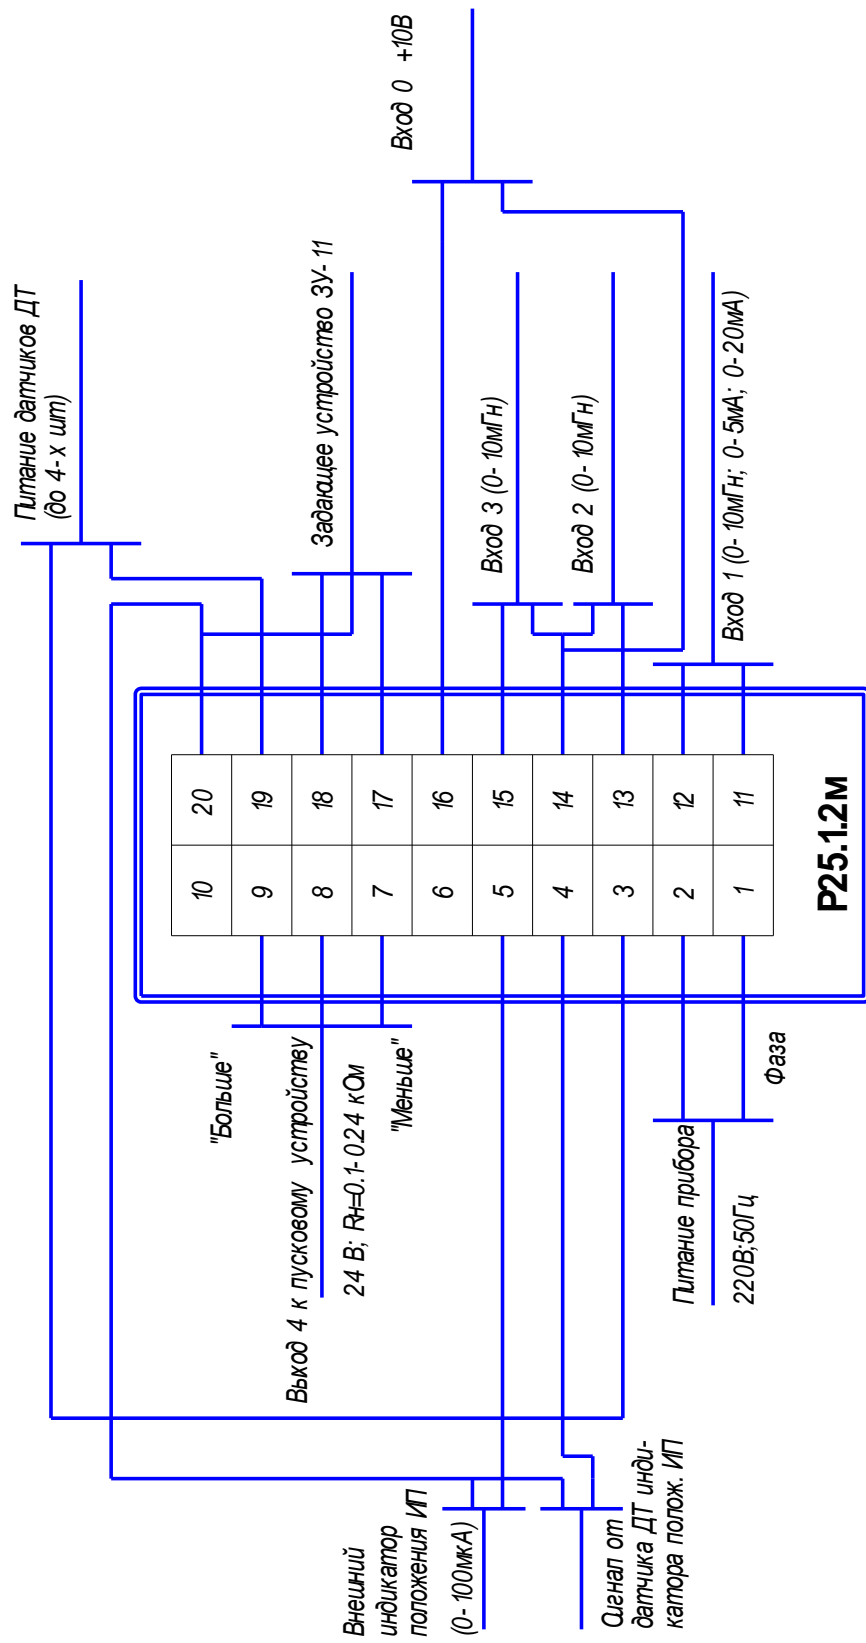 Внешний
индикатор
положения ИП
(0-100мкА)
Сигнал от
датчика ДТ инди-
катора полож. ИП
"Больше"
Выход 4 к пусковому устройству
24 В; Rн=0.1-0.24 кОм
"Меньше"
Питание прибора
220В;50Гц
Фаза
10
9
8
7
6
5
4
3
2
1
20
19
18
17
16
15
14
13
12
11
Р25.1.2м
Питание датчиков ДТ
(до 4-х шт)
Задающее устройство ЗУ-11
Вход 0 +10В
Вход 3 (0-10мГн)
Вход 2 (0-10мГн)
Вход 1 (0-10мГн; 0-5мА; 0-20мА)